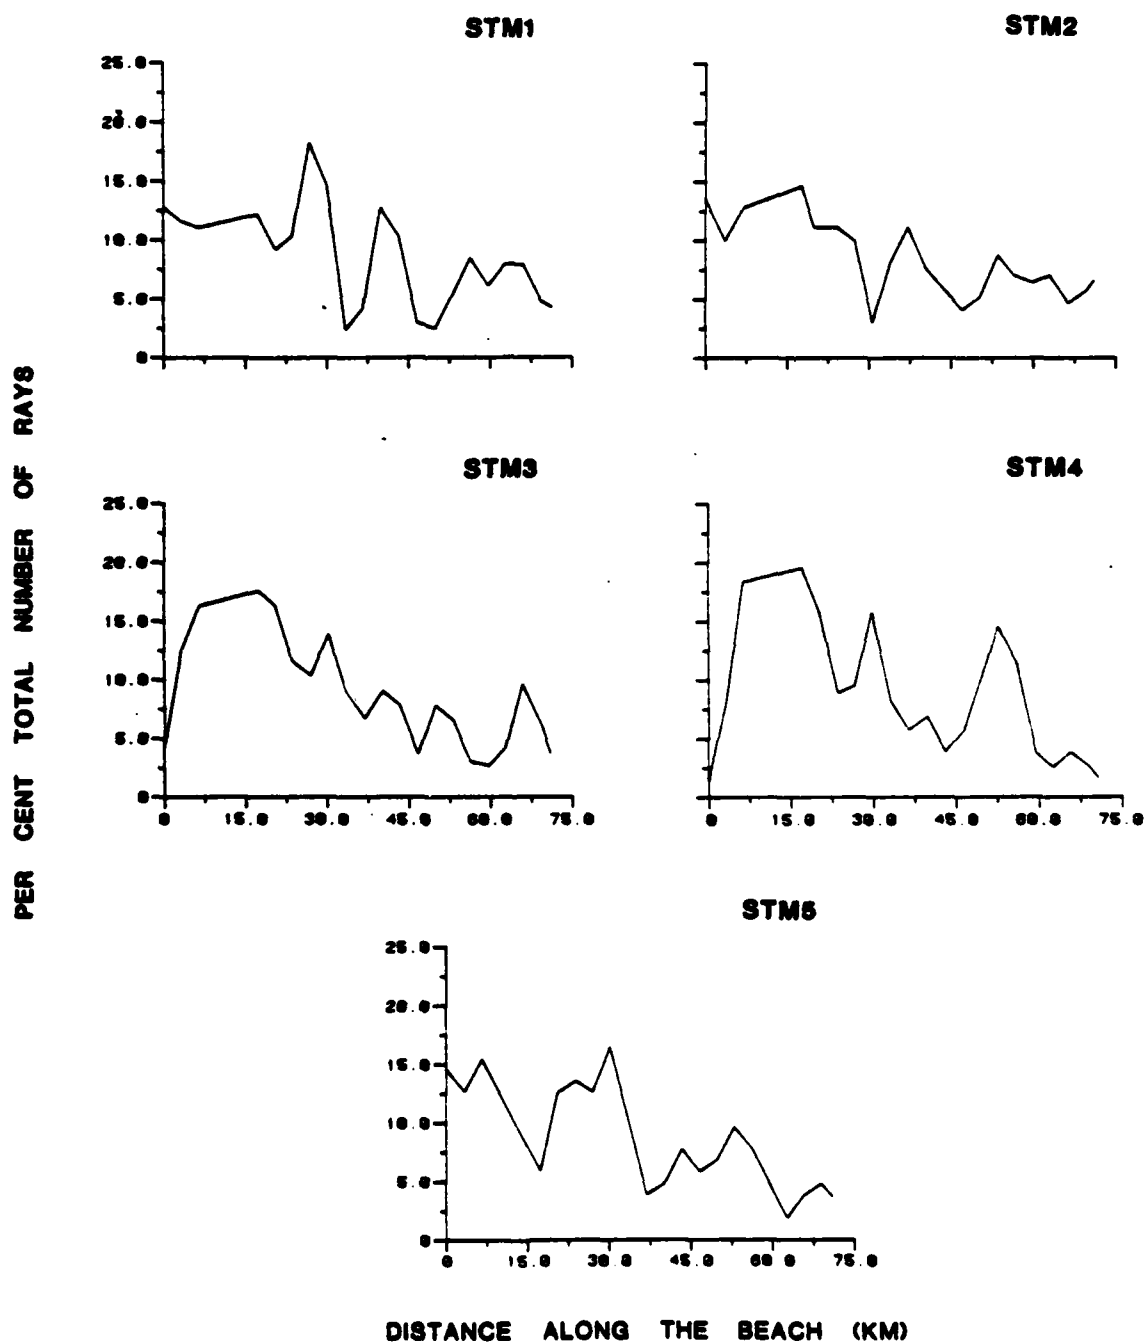 STM1
STM2
25.0
20.0
15.0
10.0
5.0
0
PER CENT TOTAL NUMBER OF RAYS
STM3
STM4
25.0
20.0
15.0
10.0
5.0
0
0 15.0 30.0 45.0 60.0 75.0
0 15.0 30.0 45.0 60.0 75.0
STM5
25.0
20.0
15.0
10.0
5.0
0
0 15.0 30.0 45.0 60.0 75.0
DISTANCE ALONG THE BEACH (KM)